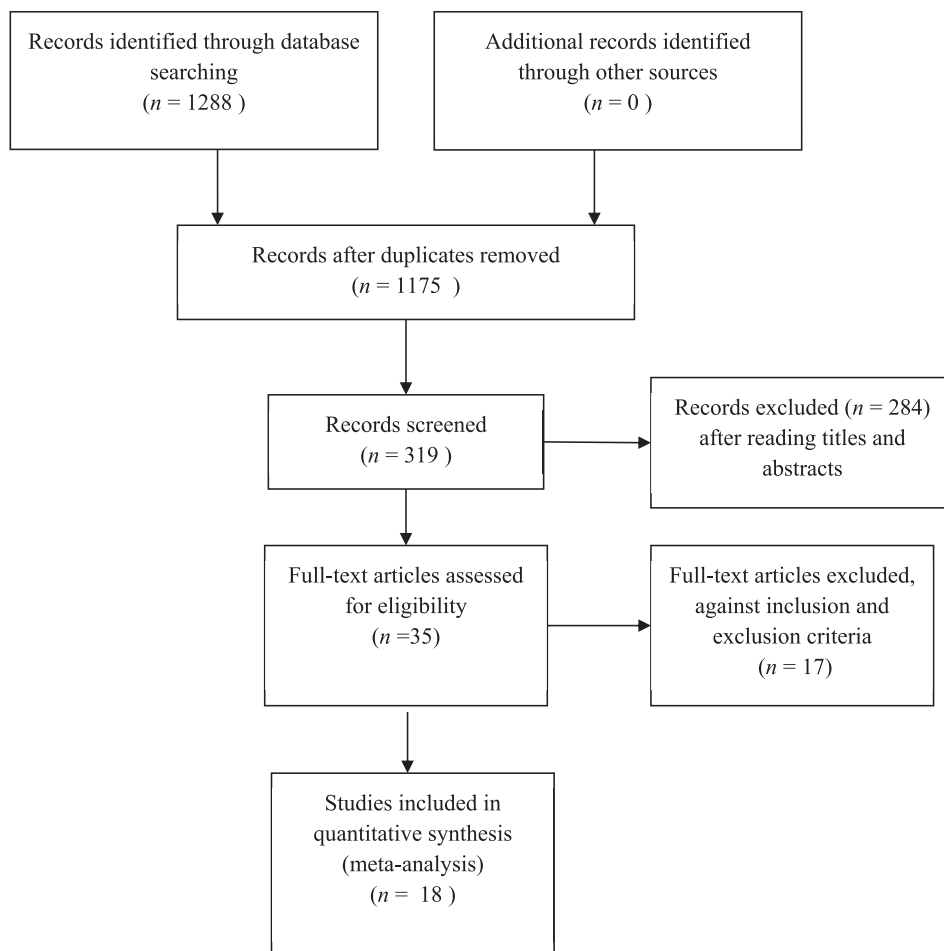 Records identified through database
searching
(n = 1288 )
Additional records identified
through other sources
(n = 0 )
Records after duplicates removed
(n = 1175 )
Records screened
(n = 319 )
Records excluded (n = 284)
after reading titles and
abstracts
Full-text articles assessed
for eligibility
(n =35)
Full-text articles excluded,
against inclusion and
exclusion criteria
(n = 17)
Studies included in
quantitative synthesis
(meta-analysis)
(n = 18 )